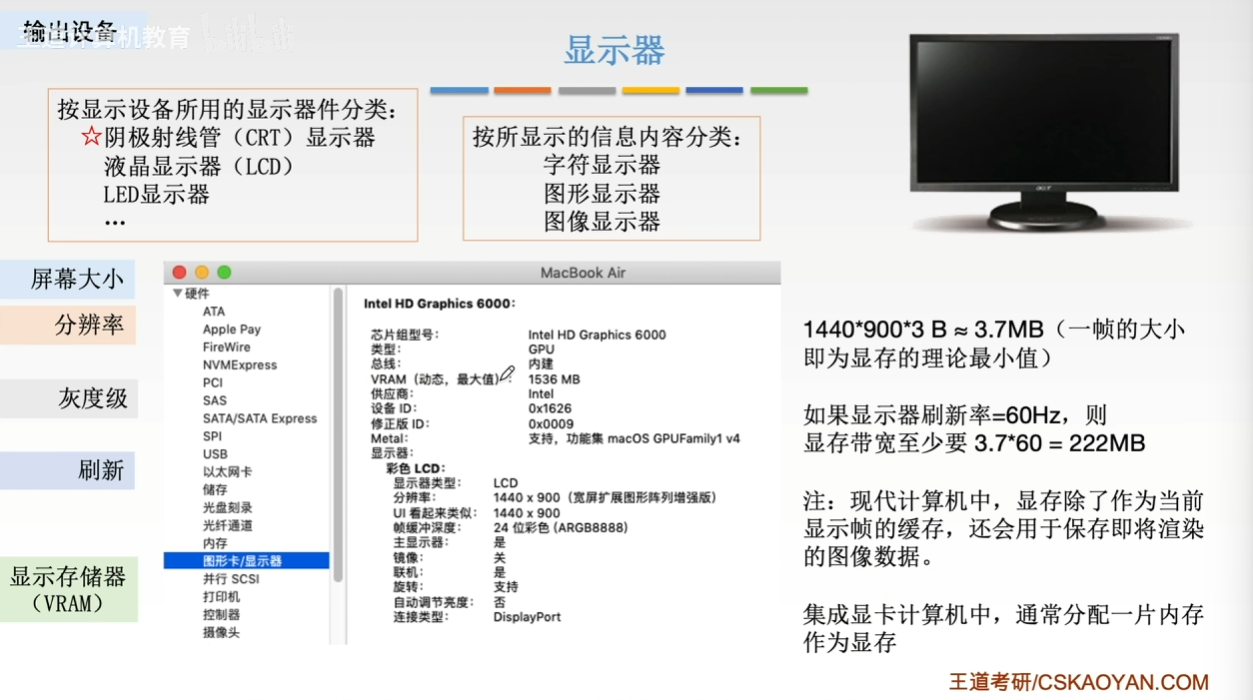 输出设备
王道计算机教育
显示器
按显示设备所用的显示器件分类：
☆阴极射线管（CRT）显示器
液晶显示器（LCD）
LED显示器
…
按所显示的信息内容分类：
字符显示器
图形显示器
图像显示器
acer
屏幕大小
分辨率
灰度级
刷新
显示存储器
（VRAM）
MacBook Air
硬件
ATA
Apple Pay
FireWire
NVMExpress
PCI
SAS
SATA/SATA Express
SPI
USB
以太网卡
储存
光盘刻录
光纤通道
内存
图形卡/显示器
并行 SCSI
打印机
控制器
摄像头
Intel HD Graphics 6000：
芯片组型号： Intel HD Graphics 6000
类型： GPU
总线： 内建
VRAM（动态，最大值） 1536 MB
供应商： Intel
设备 ID： 0x1626
修正版 ID： 0x0009
Metal： 支持，功能集 macOS GPUFamily1 v4
显示器：
彩色 LCD：
显示器类型： LCD
分辨率： 1440 x 900（宽屏扩展图形阵列增强版）
UI 看起来类似： 1440 x 900
帧缓冲深度： 24 位彩色 (ARGB8888)
主显示器： 是
镜像： 关
联机： 是
旋转： 支持
自动调节亮度： 否
连接类型： DisplayPort
1440*900*3 B ≈ 3.7MB（一帧的大小
即为显存的理论最小值）
如果显示器刷新率=60Hz，则
显存带宽至少要 3.7*60 = 222MB
注：现代计算机中，显存除了作为当前
显示帧的缓存，还会用于保存即将渲染
的图像数据。
集成显卡计算机中，通常分配一片内存
作为显存
王道考研/CSKAOYAN.COM